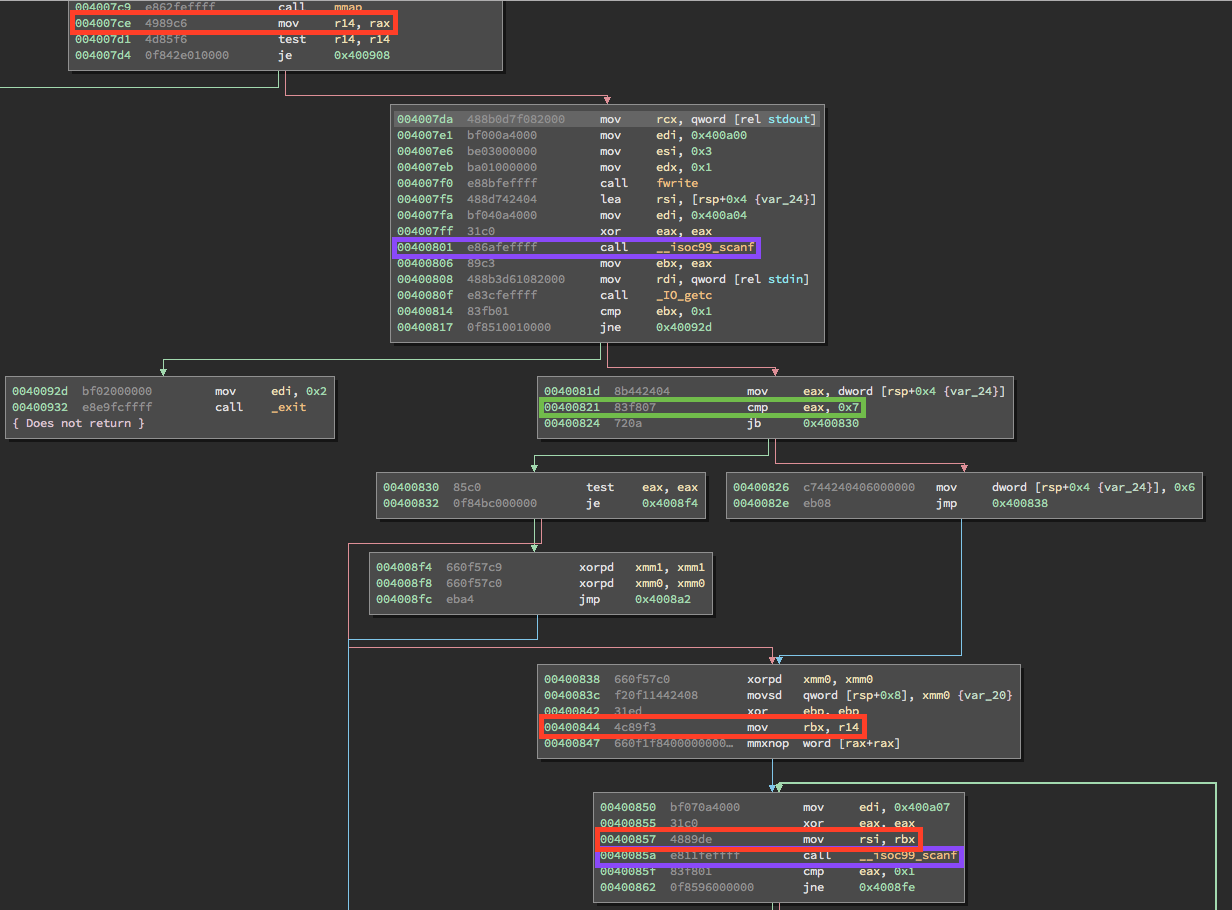 004007c9 e862feffff call mmap
004007ce 4989c6 mov r14, rax
004007d1 4d85f6 test r14, r14
004007d4 0f842e010000 je 0x400908
004007da 488b0d7f082000 mov rcx, qword [rel stdout]
004007e1 bf000a4000 mov edi, 0x400a00
004007e6 be03000000 mov esi, 0x3
004007eb ba01000000 mov edx, 0x1
004007f0 e88bfeffff call fwrite
004007f5 488d742404 lea rsi, [rsp+0x4 {var_24}]
004007fa bf040a4000 mov edi, 0x400a04
004007ff 31c0 xor eax, eax
00400801 e86afeffff call __isoc99_scanf
00400806 89c3 mov ebx, eax
00400808 488b3d61082000 mov rdi, qword [rel stdin]
0040080f e83cfeffff call _IO_getc
00400814 83fb01 cmp ebx, 0x1
00400817 0f8510010000 jne 0x40092d
0040092d bf02000000 mov edi, 0x2
00400932 e8e9fcffff call _exit
{ Does not return }
0040081d 8b442404 mov eax, dword [rsp+0x4 {var_24}]
00400821 83f807 cmp eax, 0x7
00400824 720a jb 0x400830
00400830 85c0 test eax, eax
00400832 0f84bc000000 je 0x4008f4
00400826 c744240406000000 mov dword [rsp+0x4 {var_24}], 0x6
0040082e eb08 jmp 0x400838
004008f4 660f57c9 xorpd xmm1, xmm1
004008f8 660f57c0 xorpd xmm0, xmm0
004008fc eba4 jmp 0x4008a2
00400838 660f57c0 xorpd xmm0, xmm0
0040083c f20f11442408 movsd qword [rsp+0x8], xmm0 {var_20}
00400842 31ed xor ebp, ebp
00400844 4c89f3 mov rbx, r14
00400847 660f1f8400000000… mmxnop word [rax+rax]
00400850 bf070a4000 mov edi, 0x400a07
00400855 31c0 xor eax, eax
00400857 4889de mov rsi, rbx
0040085a e811feffff call __isoc99_scanf
0040085f 83f801 cmp eax, 0x1
00400862 0f8596000000 jne 0x4008fe